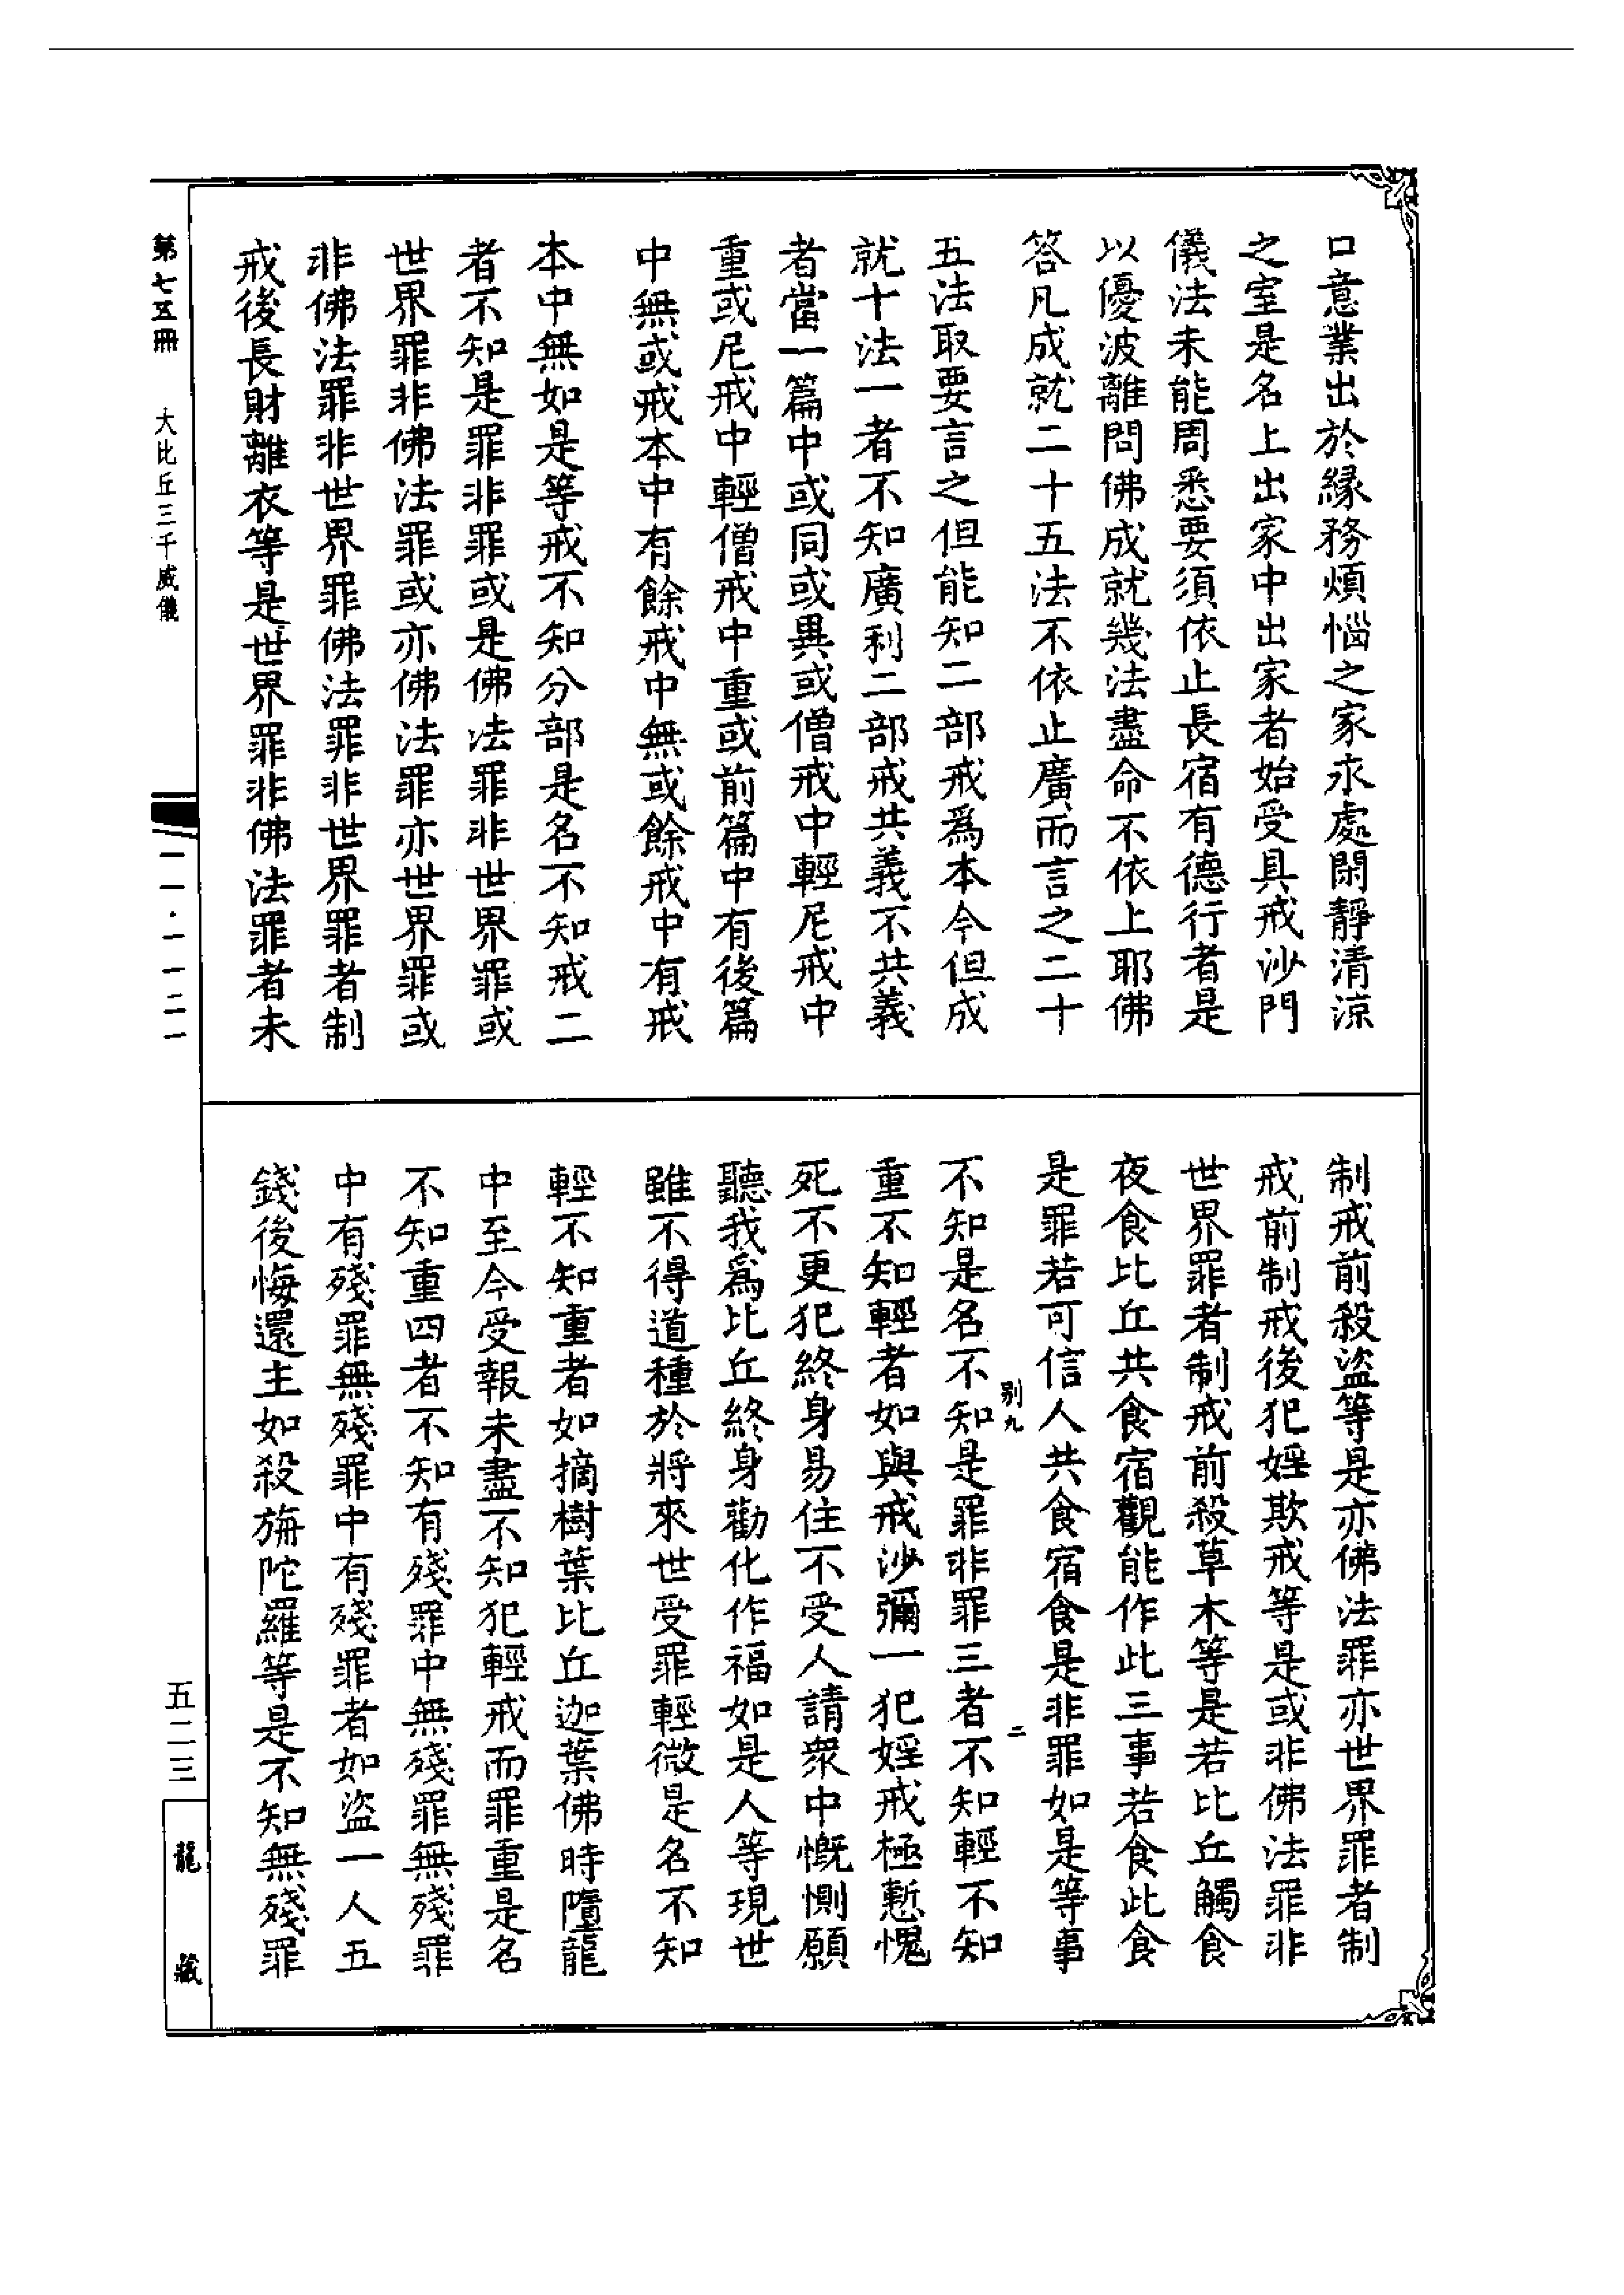 口意業出於緣務煩惱之家永處閑靜清涼
之室是名上出家中出家者始受具戒沙門
儀法未能周悉要須依止長宿有德行者是
以優波離問佛成就幾法盡命不依上耶佛
答凡成就二十五法不依止廣而言之二十
五法取要言之但能知二部戒爲本今但成
就十法一者不知廣利二部戒共義不共義
者當一篇中或同或異或僧戒中輕尼戒中
重或尼戒中輕僧戒中重或前篇中有後篇
中無或戒本中有餘戒中無或餘戒中有戒
本中無如是等戒不知分部是名不知戒二
者不知是罪非罪或是佛法罪非世界罪或
世界罪非佛法罪或亦佛法罪亦世界罪或
非佛法罪非世界罪佛法罪非世界罪者制
戒後長財離衣等是世界罪非佛法罪者未
制戒前殺盜等是亦佛法罪亦世界罪者制
戒前制戒後犯婬欺戒等是或非佛法罪非
世界罪者制戒前殺草木等是若比丘觸食
夜食比丘共食宿觀能作此三事若食此食
是罪若可信人共食宿食是非罪如是等事
別九
二
不知是名不知是罪非罪三者不知輕不知
重不知輕者如與戒沙彌一犯婬戒極慙愧
死不更犯終身易住不受人請衆中慨惻願
聽我爲比丘終身勸化作福如是人等現世
雖不得道種於將來世受罪輕微是名不知
輕不知重者如摘樹葉比丘迦葉佛時墮龍
中至今受報未盡不知犯輕戒而罪重是名
不知重四者不知有殘罪中無殘罪無殘罪
中有殘罪無殘罪中有殘罪者如盜一人五
錢後悔還主如殺旃陀羅等是不知無殘罪
第七五冊
大比丘三千威儀
一一·一一二一
五二三
龍藏